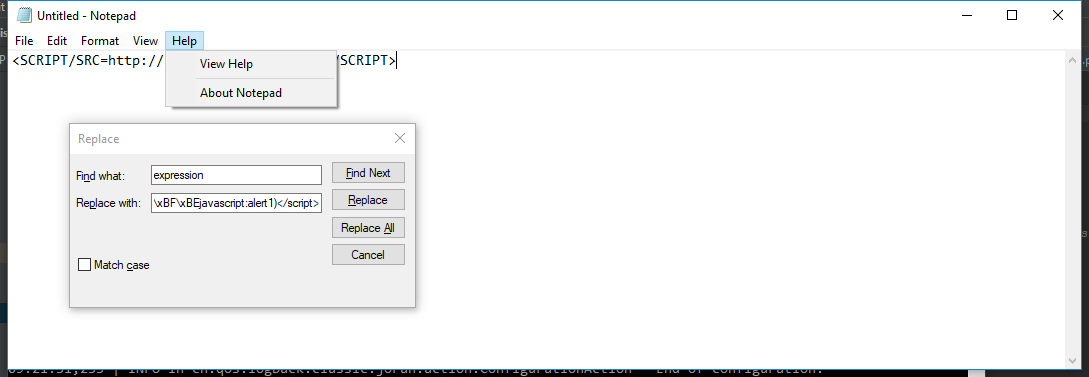 Untitled - Notepad
File Edit Format View Help
<SCRIPT/SRC=http:// /SCRIPT>
View Help
About Notepad
Replace
Find what: expression Find Next
Replace with: \xBF\xBEjavascript:alert1)</script> Replace
Replace All
Match case Cancel
INFO in ch.qos.logback.classic.joran.action.ConfigurationAction - End of configuration.